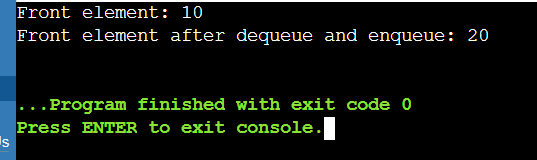 Front element: 10
Front element after dequeue and enqueue: 20
...Program finished with exit code 0
Press ENTER to exit console.